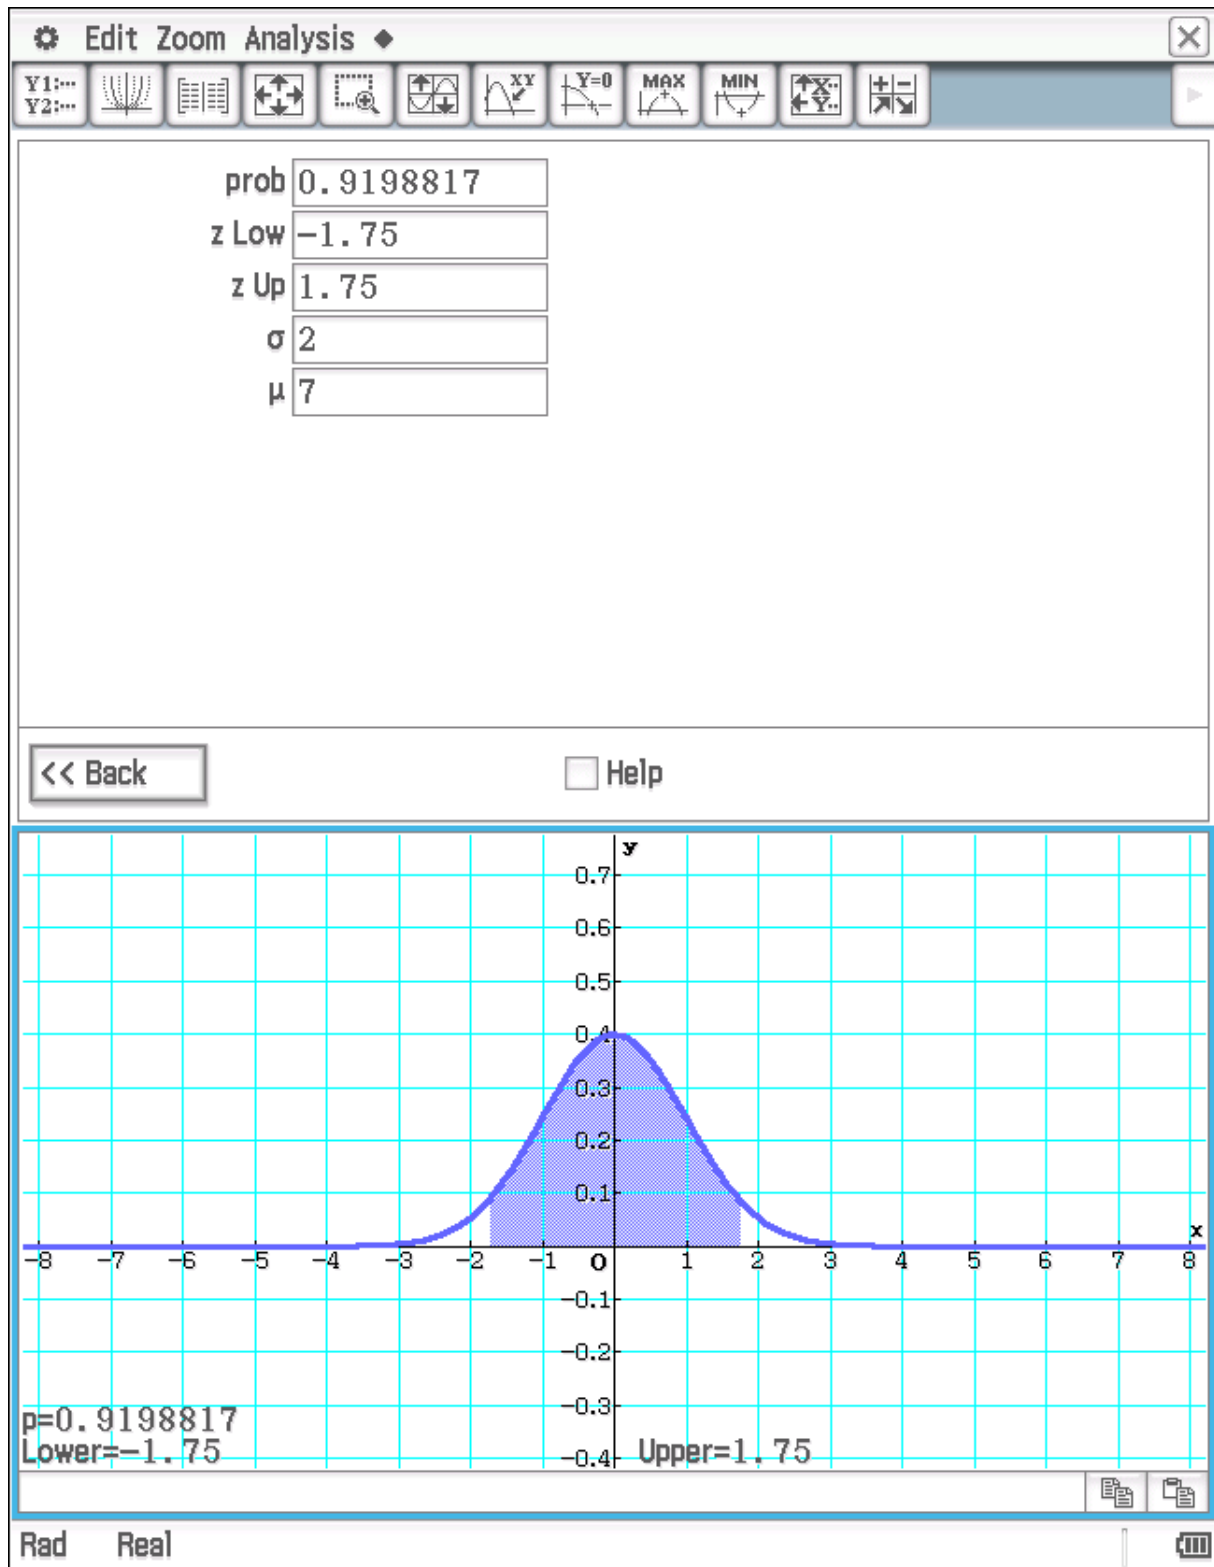 Edit Zoom Analysis ◆
Y1:… Y2:… XY Y=0 MAX MIN X.. Y..
prob 0.9198817
z Low −1.75
z Up 1.75
σ 2
μ 7
<< Back Help
y
0.7
0.6
0.5
0.4
0.3
0.2
0.1
x
−8 −7 −6 −5 −4 −3 −2 −1 O 1 2 3 4 5 6 7 8
−0.1
−0.2
−0.3
p=0.9198817
Lower=−1.75 −0.4 Upper=1.75
Rad Real